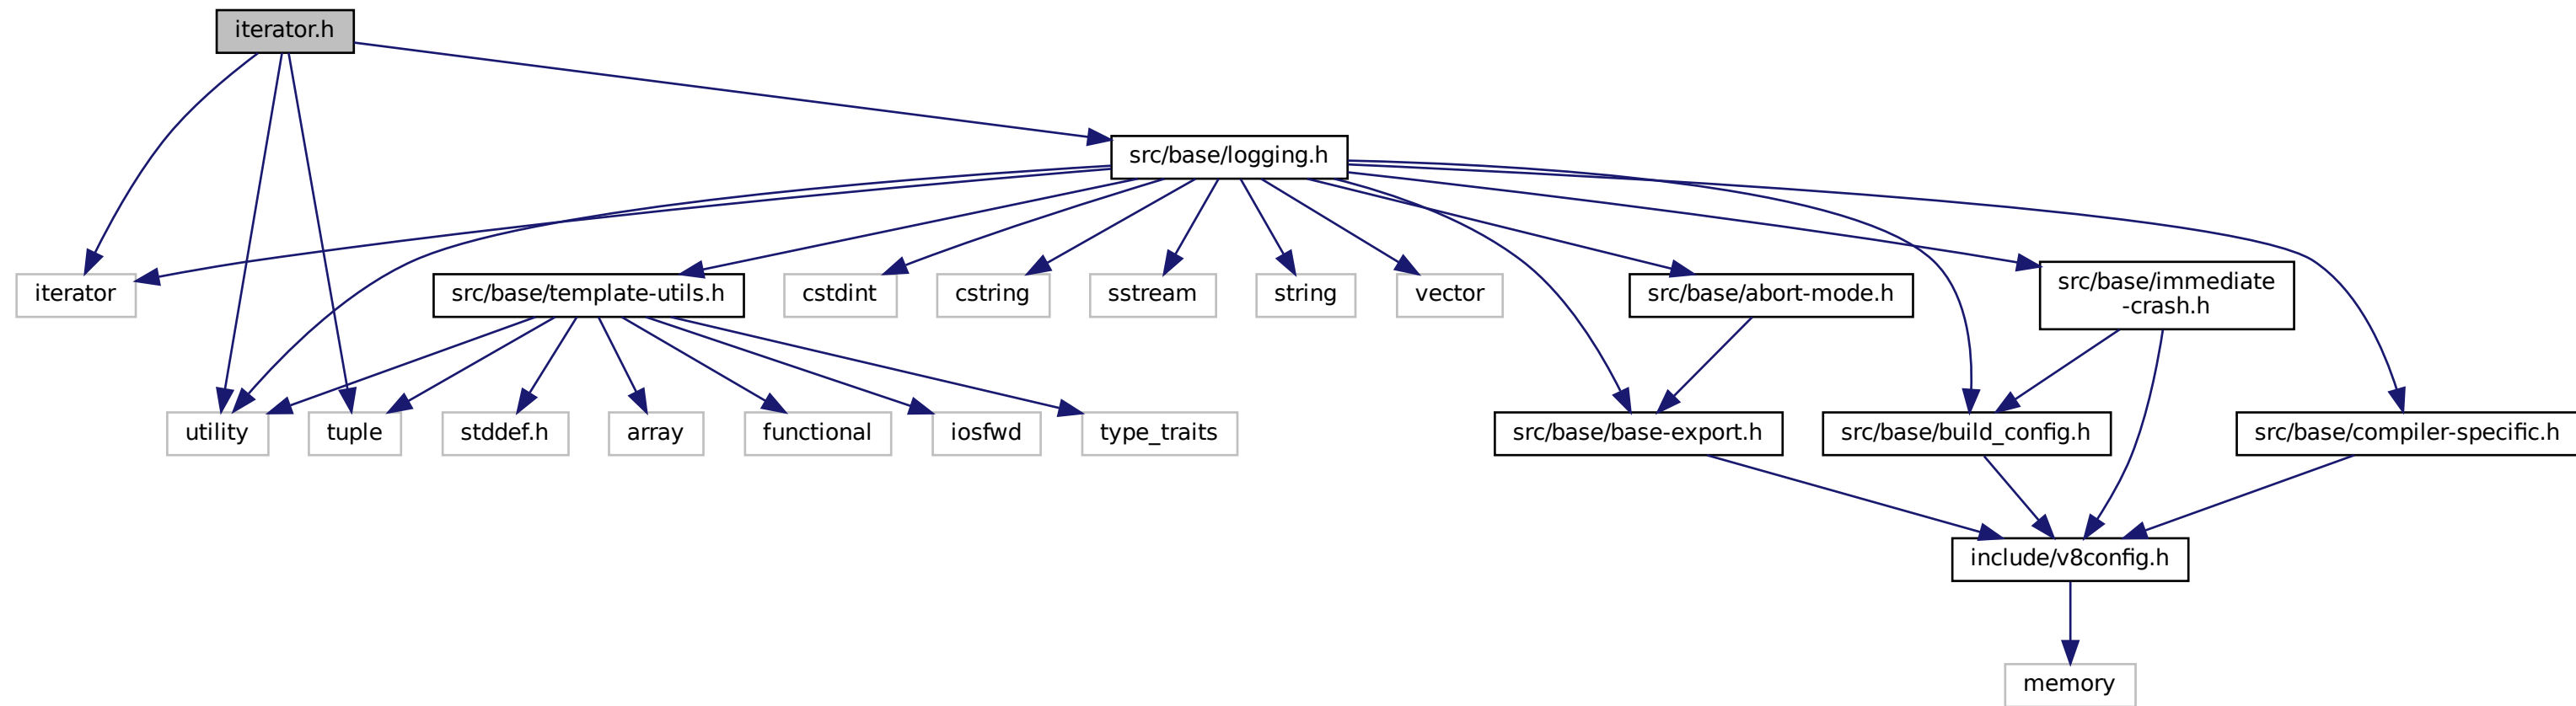 iterator.h
src/base/logging.h
iterator
src/base/template-utils.h
cstdint
cstring
sstream
string
vector
src/base/abort-mode.h
src/base/immediate
-crash.h
utility
tuple
stddef.h
array
functional
iosfwd
type_traits
src/base/base-export.h
src/base/build_config.h
src/base/compiler-specific.h
include/v8config.h
memory